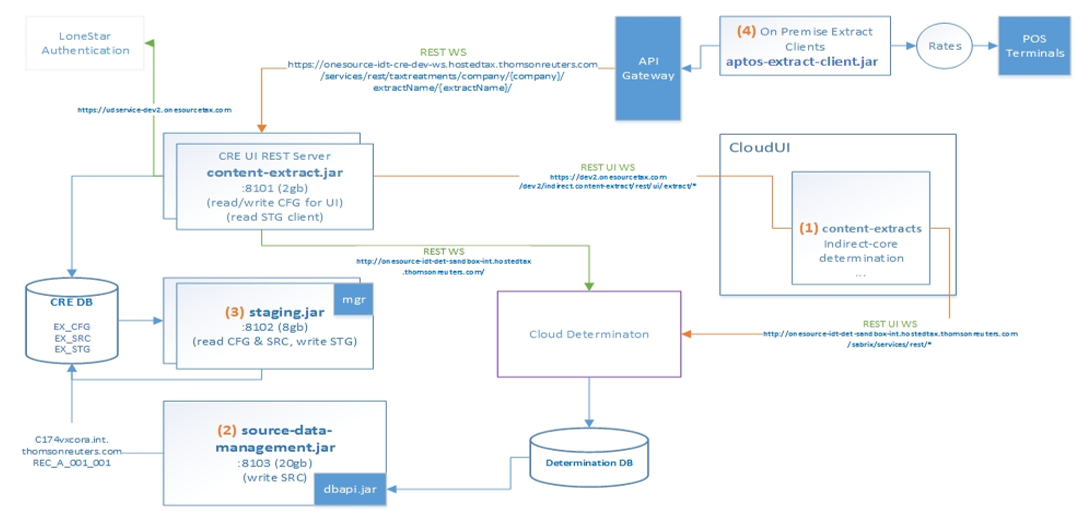 LoneStar
Authentication
https://udservice-dev2.onesourcetax.com
REST WS
https://onesource-idt-cre-dev-ws.hostedtax.thomsonreuters.com
/services/rest/taxtreatments/company/{company}/
extractName/{extractName}/
API
Gateway
(4) On Premise Extract
Clients
aptos-extract-client.jar
Rates
POS
Terminals
CRE UI REST Server
content-extract.jar
:8101 (2gb)
(read/write CFG for UI)
(read STG client)
REST UI WS
https://dev2.onesourcetax.com
/dev2/indirect.content-extract/rest/ui/extract/*
CloudUI
(1) content-extracts
Indirect-core
determination
...
REST WS
http://onesource-idt-det-sandbox-int.hostedtax
.thomsonreuters.com/
CRE DB
EX_CFG
EX_SRC
EX_STG
mgr
(3) staging.jar
:8102 (8gb)
(read CFG & SRC, write STG)
Cloud Determinaton
REST UI WS
http://onesource-idt-det-sandbox-int.hostedtax.thomsonreuters.com
/sabrix/services/rest/*
C174vxcora.int.
thomsonreuters.com
REC_A_001_001
(2) source-data-
management.jar
:8103 (20gb)
(write SRC)
dbapi.jar
Determination DB